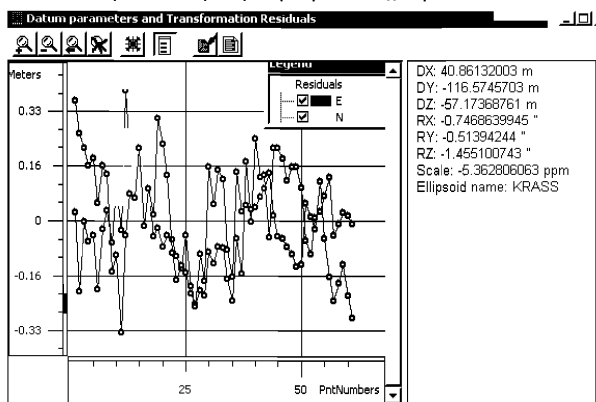 Datum parameters and Transformation Residuals
Meters
0.33
0.16
0
-0.16
-0.33
25
50
PntNumbers
Legend
Residuals
E
N
DX: 40.86132003 m
DY: -116.5745703 m
DZ: -57.17368761 m
RX: -0.7468639945 "
RY: -0.51394244 "
RZ: -1.455100743 "
Scale: -5.362806063 ppm
Ellipsoid name: KRASS